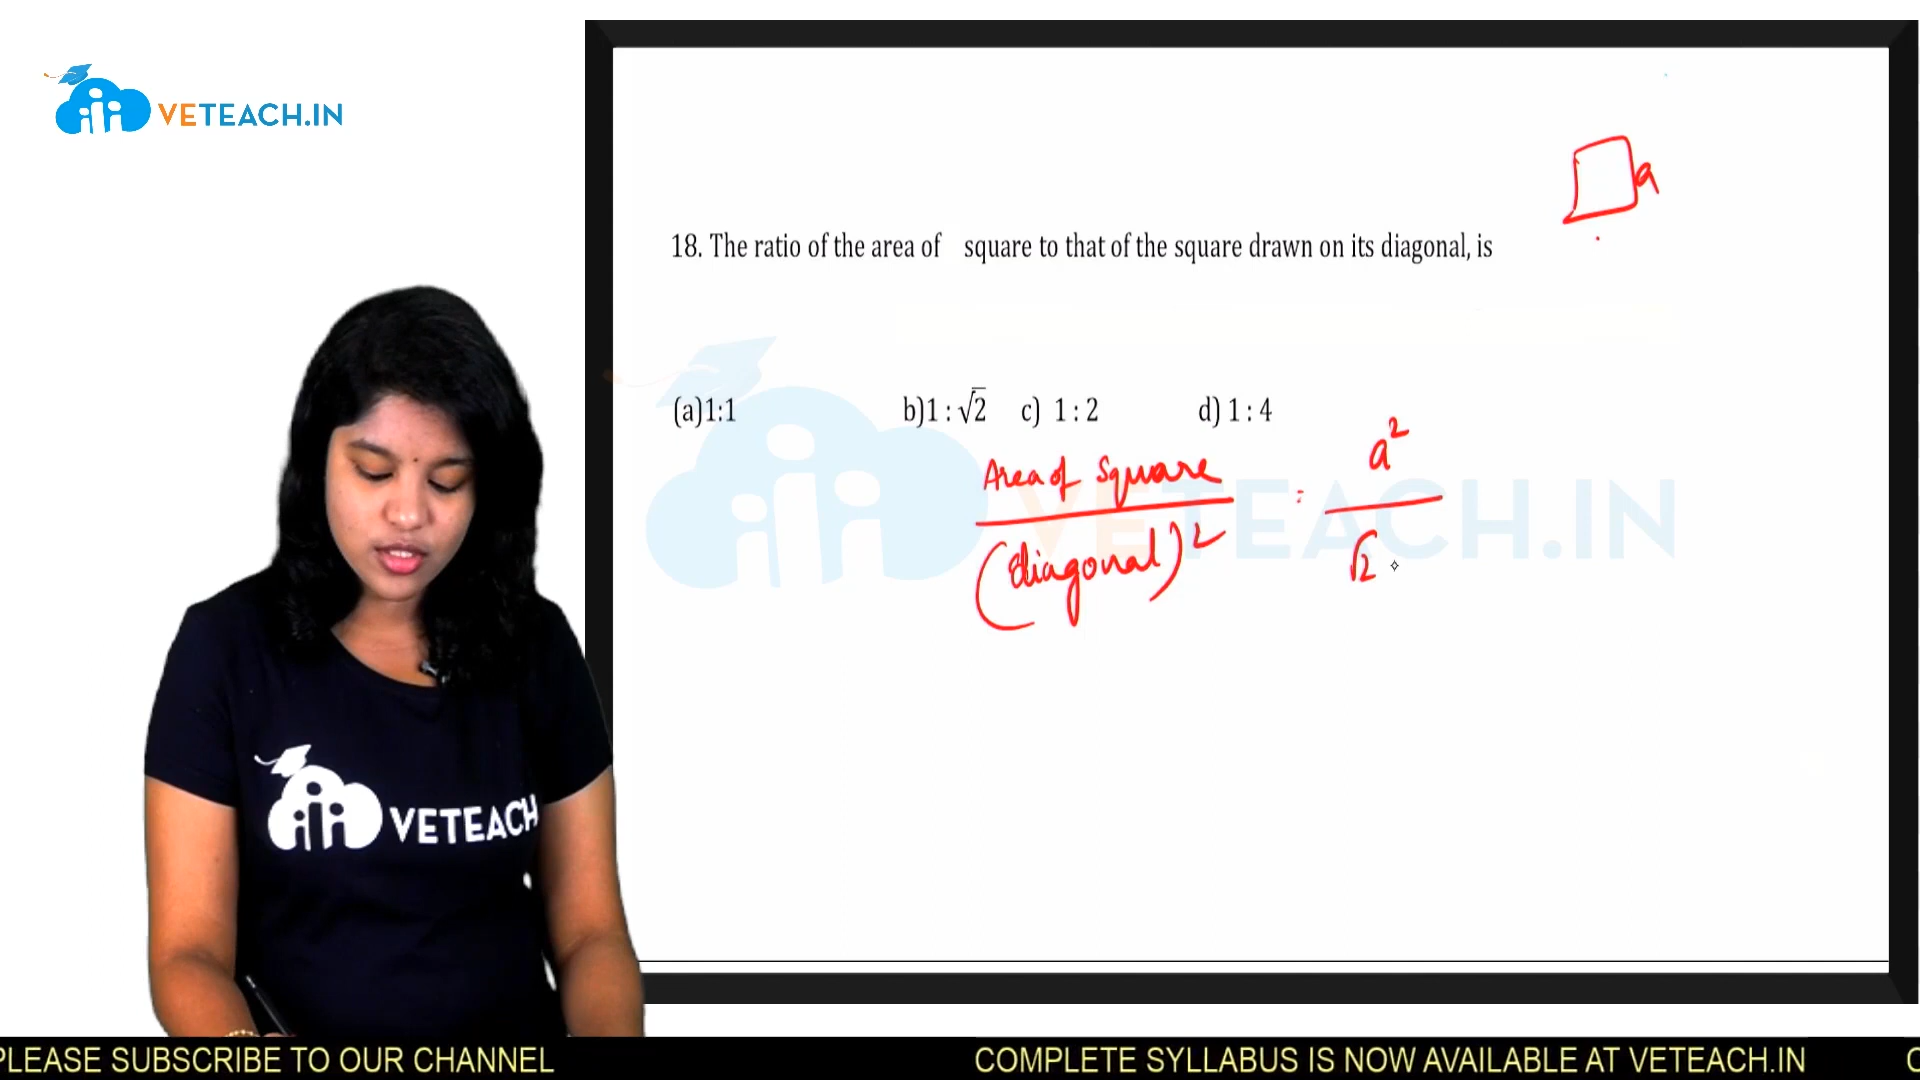 VETEACH.IN
a
18. The ratio of the area of square to that of the square drawn on its diagonal, is
(a)1:1 b)1 : √2 c) 1 : 2 d) 1 : 4
Area of Square / (diagonal)² = a² / √2
VETEACH.IN
VETEACH
PLEASE SUBSCRIBE TO OUR CHANNEL COMPLETE SYLLABUS IS NOW AVAILABLE AT VETEACH.IN C